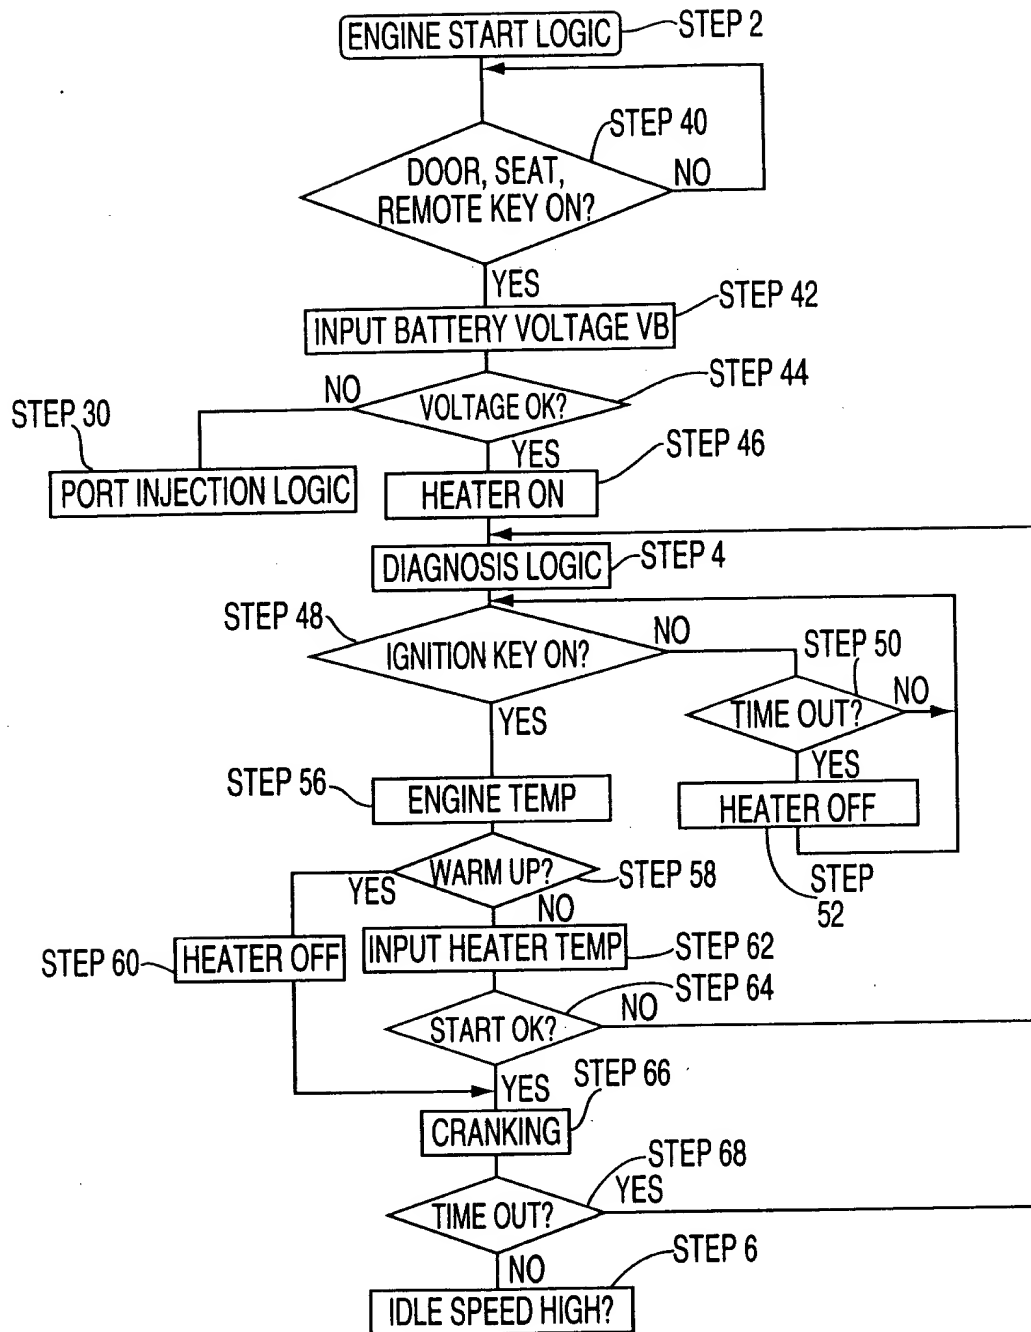 ENGINE START LOGIC
STEP 2
STEP 40
DOOR, SEAT,
REMOTE KEY ON?
NO
YES
STEP 42
INPUT BATTERY VOLTAGE VB
STEP 44
NO
VOLTAGE OK?
STEP 30
YES
STEP 46
PORT INJECTION LOGIC
HEATER ON
STEP 4
DIAGNOSIS LOGIC
STEP 48
IGNITION KEY ON?
NO
STEP 50
TIME OUT?
NO
YES
YES
STEP 56
ENGINE TEMP
HEATER OFF
STEP
52
WARM UP?
STEP 58
YES
NO
STEP 60
HEATER OFF
INPUT HEATER TEMP
STEP 62
STEP 64
START OK?
NO
YES
STEP 66
CRANKING
STEP 68
TIME OUT?
YES
STEP 6
NO
IDLE SPEED HIGH?